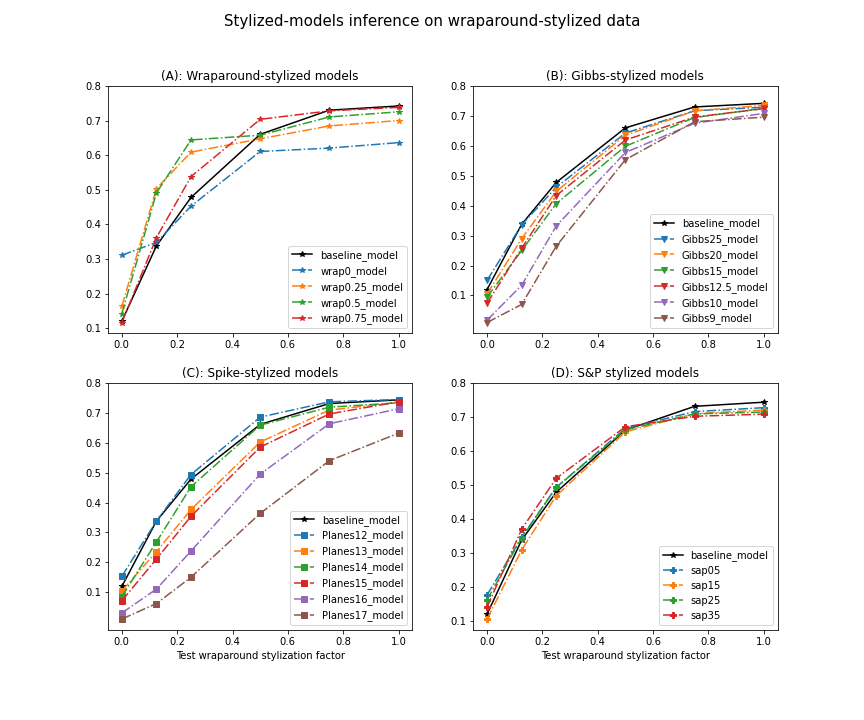 Stylized-models inference on wraparound-stylized data
(A): Wraparound-stylized models
0.8
0.7
0.6
0.5
0.4
0.3
0.2
0.1
0.0 0.2 0.4 0.6 0.8 1.0
baseline_model
wrap0_model
wrap0.25_model
wrap0.5_model
wrap0.75_model
(B): Gibbs-stylized models
0.8
0.7
0.6
0.5
0.4
0.3
0.2
0.1
0.0 0.2 0.4 0.6 0.8 1.0
baseline_model
Gibbs25_model
Gibbs20_model
Gibbs15_model
Gibbs12.5_model
Gibbs10_model
Gibbs9_model
(C): Spike-stylized models
0.8
0.7
0.6
0.5
0.4
0.3
0.2
0.1
0.0 0.2 0.4 0.6 0.8 1.0
Test wraparound stylization factor
baseline_model
Planes12_model
Planes13_model
Planes14_model
Planes15_model
Planes16_model
Planes17_model
(D): S&P stylized models
0.8
0.7
0.6
0.5
0.4
0.3
0.2
0.1
0.0 0.2 0.4 0.6 0.8 1.0
Test wraparound stylization factor
baseline_model
sap05
sap15
sap25
sap35